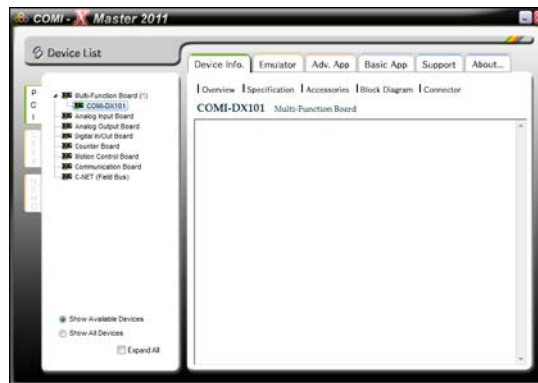 COMI - X Master 2011
Device List
Device Info.
Emulator
Adv. App
Basic App
Support
About...
P
C
I
Multi-Function Board (1)
COMI-DX101
Analog Input Board
Analog Output Board
Digital In/Out Board
Counter Board
Motion Control Board
Communication Board
C-NET (Field Bus)
Overview
Specification
Accessories
Block Diagram
Connector
COMI-DX101 Multi-Function Board
Show Available Devices
Show All Devices
Expand All